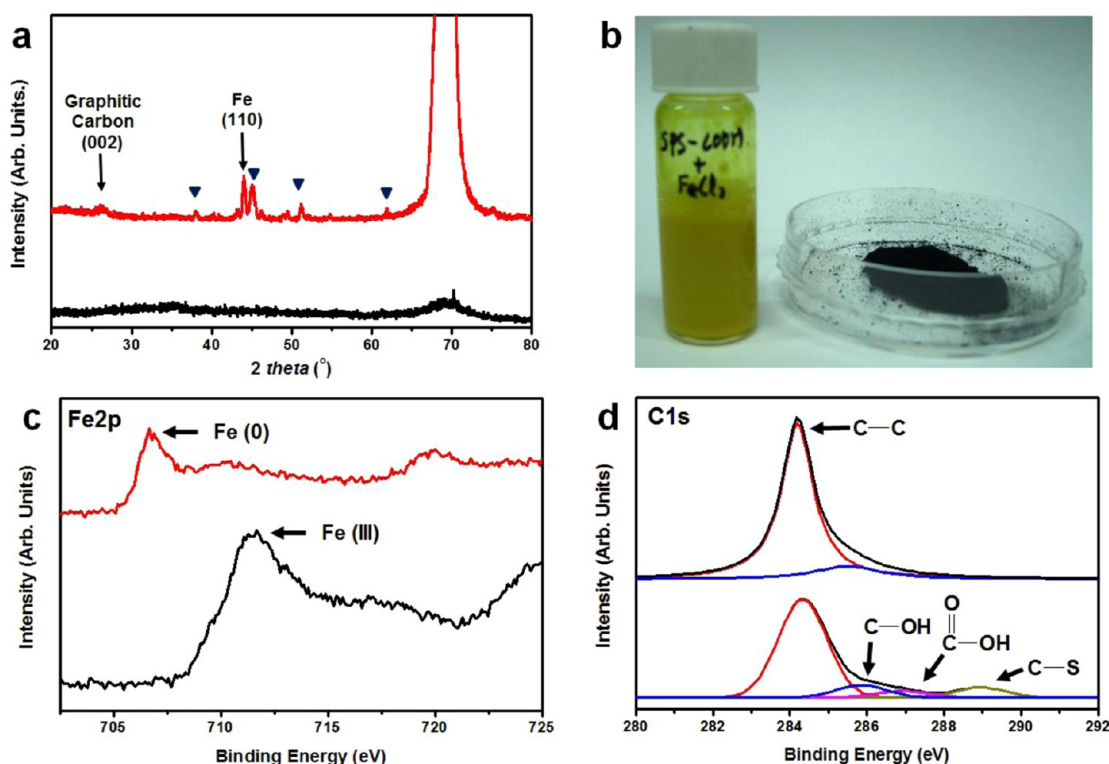 a
Intensity (Arb. Units.)
Graphitic
Carbon
(002)
Fe
(110)
20 30 40 50 60 70 80
2 theta (°)
b
SPS-COOH
+
FeCl3
c
Fe2p
Intensity (Arb. Units)
Fe (0)
Fe (III)
705 710 715 720 725
Binding Energy (eV)
d
C1s
Intensity (Arb. Units)
C—C
C—OH
O
C—OH
C—S
280 282 284 286 288 290 292
Binding Energy (eV)